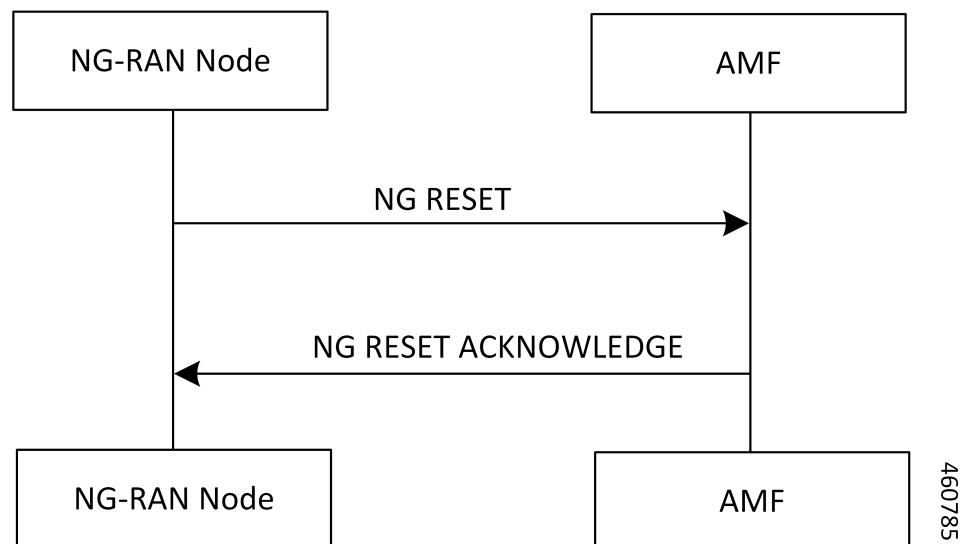 NG-RAN Node
AMF
NG RESET
NG RESET ACKNOWLEDGE
NG-RAN Node
AMF
460785